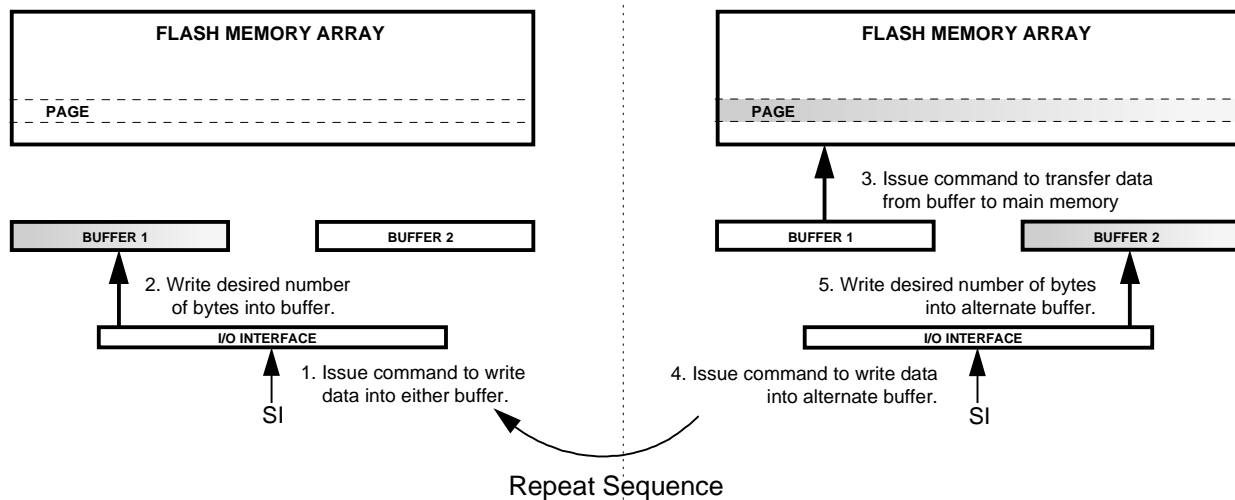 FLASH MEMORY ARRAY
PAGE
BUFFER 1
BUFFER 2
2. Write desired number
of bytes into buffer.
I/O INTERFACE
1. Issue command to write
data into either buffer.
SI
FLASH MEMORY ARRAY
PAGE
3. Issue command to transfer data
from buffer to main memory
BUFFER 1
BUFFER 2
5. Write desired number of bytes
into alternate buffer.
I/O INTERFACE
4. Issue command to write data
into alternate buffer.
SI
Repeat Sequence